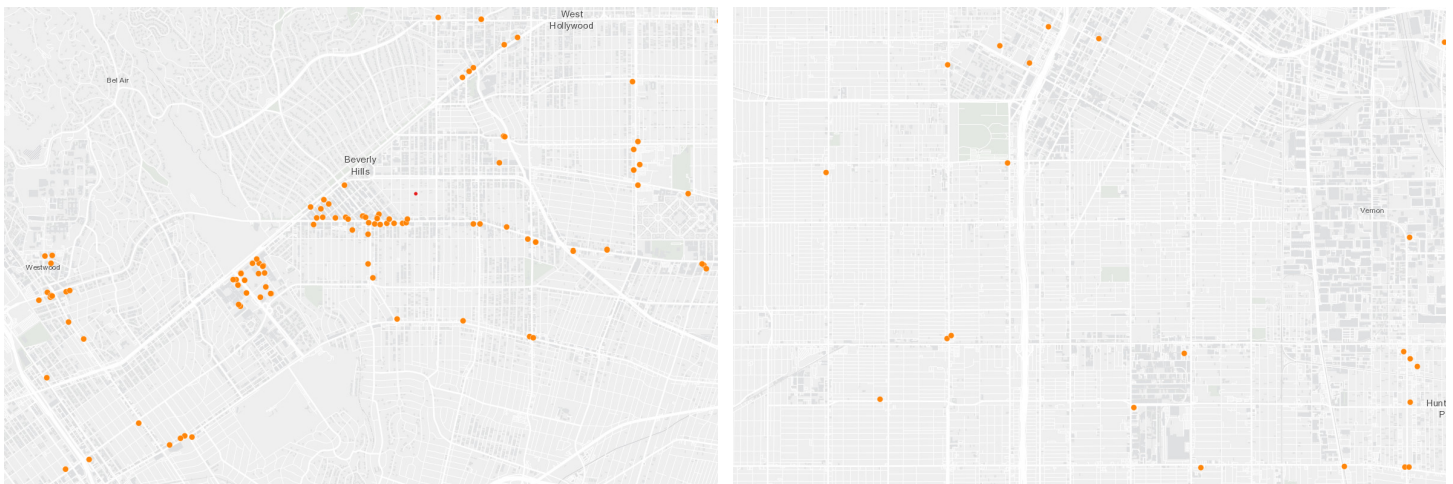 West
Hollywood
Bel Air
Beverly
Hills
Westwood
Vernon
Hunt
P